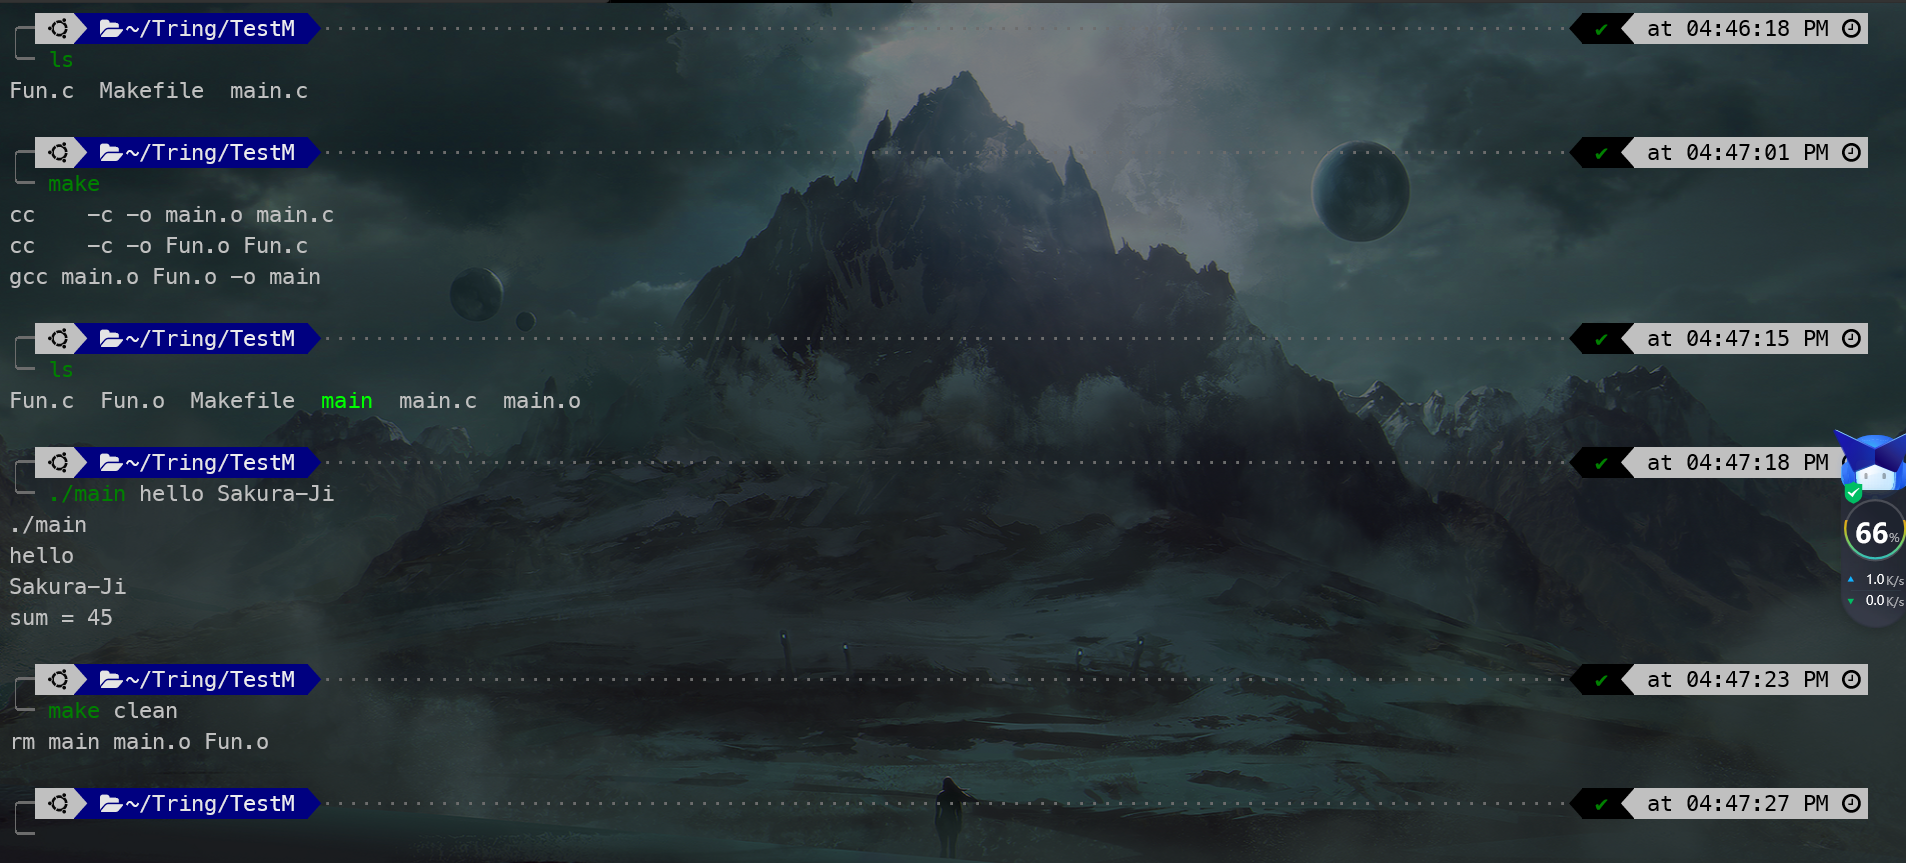 ~/Tring/TestM ✔ at 04:46:18 PM
ls
Fun.c  Makefile  main.c
~/Tring/TestM ✔ at 04:47:01 PM
make
cc    -c -o main.o main.c
cc    -c -o Fun.o Fun.c
gcc main.o Fun.o -o main
~/Tring/TestM ✔ at 04:47:15 PM
ls
Fun.c  Fun.o  Makefile  main  main.c  main.o
~/Tring/TestM ✔ at 04:47:18 PM
./main hello Sakura-Ji
./main
hello
Sakura-Ji
sum = 45
66%
1.0K/s
0.0K/s
~/Tring/TestM ✔ at 04:47:23 PM
make clean
rm main main.o Fun.o
~/Tring/TestM ✔ at 04:47:27 PM